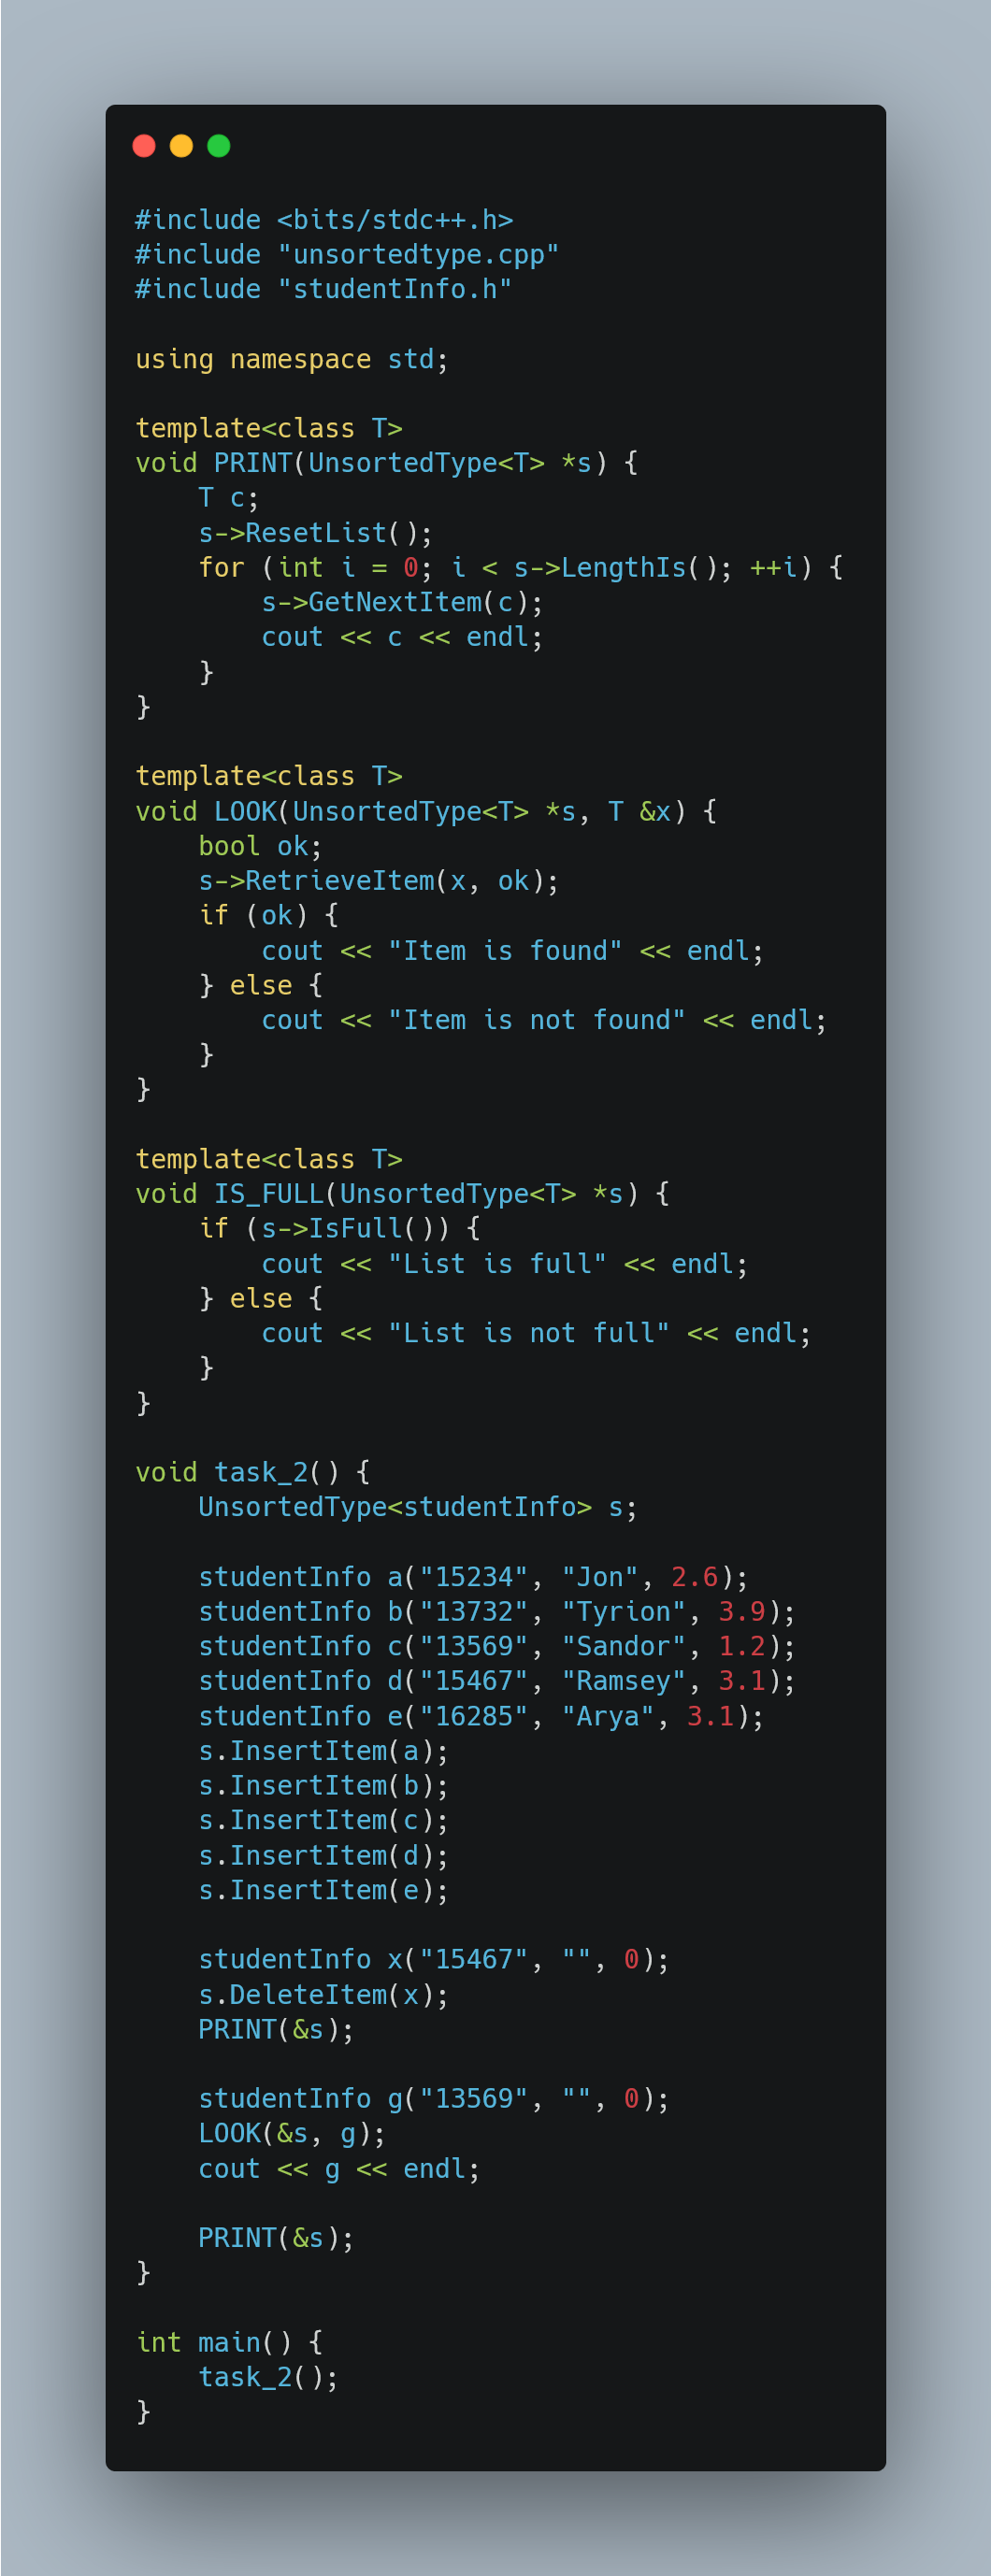 #include <bits/stdc++.h>
#include "unsortedtype.cpp"
#include "studentInfo.h"

using namespace std;

template<class T>
void PRINT(UnsortedType<T> *s) {
    T c;
    s->ResetList();
    for (int i = 0; i < s->LengthIs(); ++i) {
        s->GetNextItem(c);
        cout << c << endl;
    }
}

template<class T>
void LOOK(UnsortedType<T> *s, T &x) {
    bool ok;
    s->RetrieveItem(x, ok);
    if (ok) {
        cout << "Item is found" << endl;
    } else {
        cout << "Item is not found" << endl;
    }
}

template<class T>
void IS_FULL(UnsortedType<T> *s) {
    if (s->IsFull()) {
        cout << "List is full" << endl;
    } else {
        cout << "List is not full" << endl;
    }
}

void task_2() {
    UnsortedType<studentInfo> s;

    studentInfo a("15234", "Jon", 2.6);
    studentInfo b("13732", "Tyrion", 3.9);
    studentInfo c("13569", "Sandor", 1.2);
    studentInfo d("15467", "Ramsey", 3.1);
    studentInfo e("16285", "Arya", 3.1);
    s.InsertItem(a);
    s.InsertItem(b);
    s.InsertItem(c);
    s.InsertItem(d);
    s.InsertItem(e);

    studentInfo x("15467", "", 0);
    s.DeleteItem(x);
    PRINT(&s);

    studentInfo g("13569", "", 0);
    LOOK(&s, g);
    cout << g << endl;

    PRINT(&s);
}

int main() {
    task_2();
}